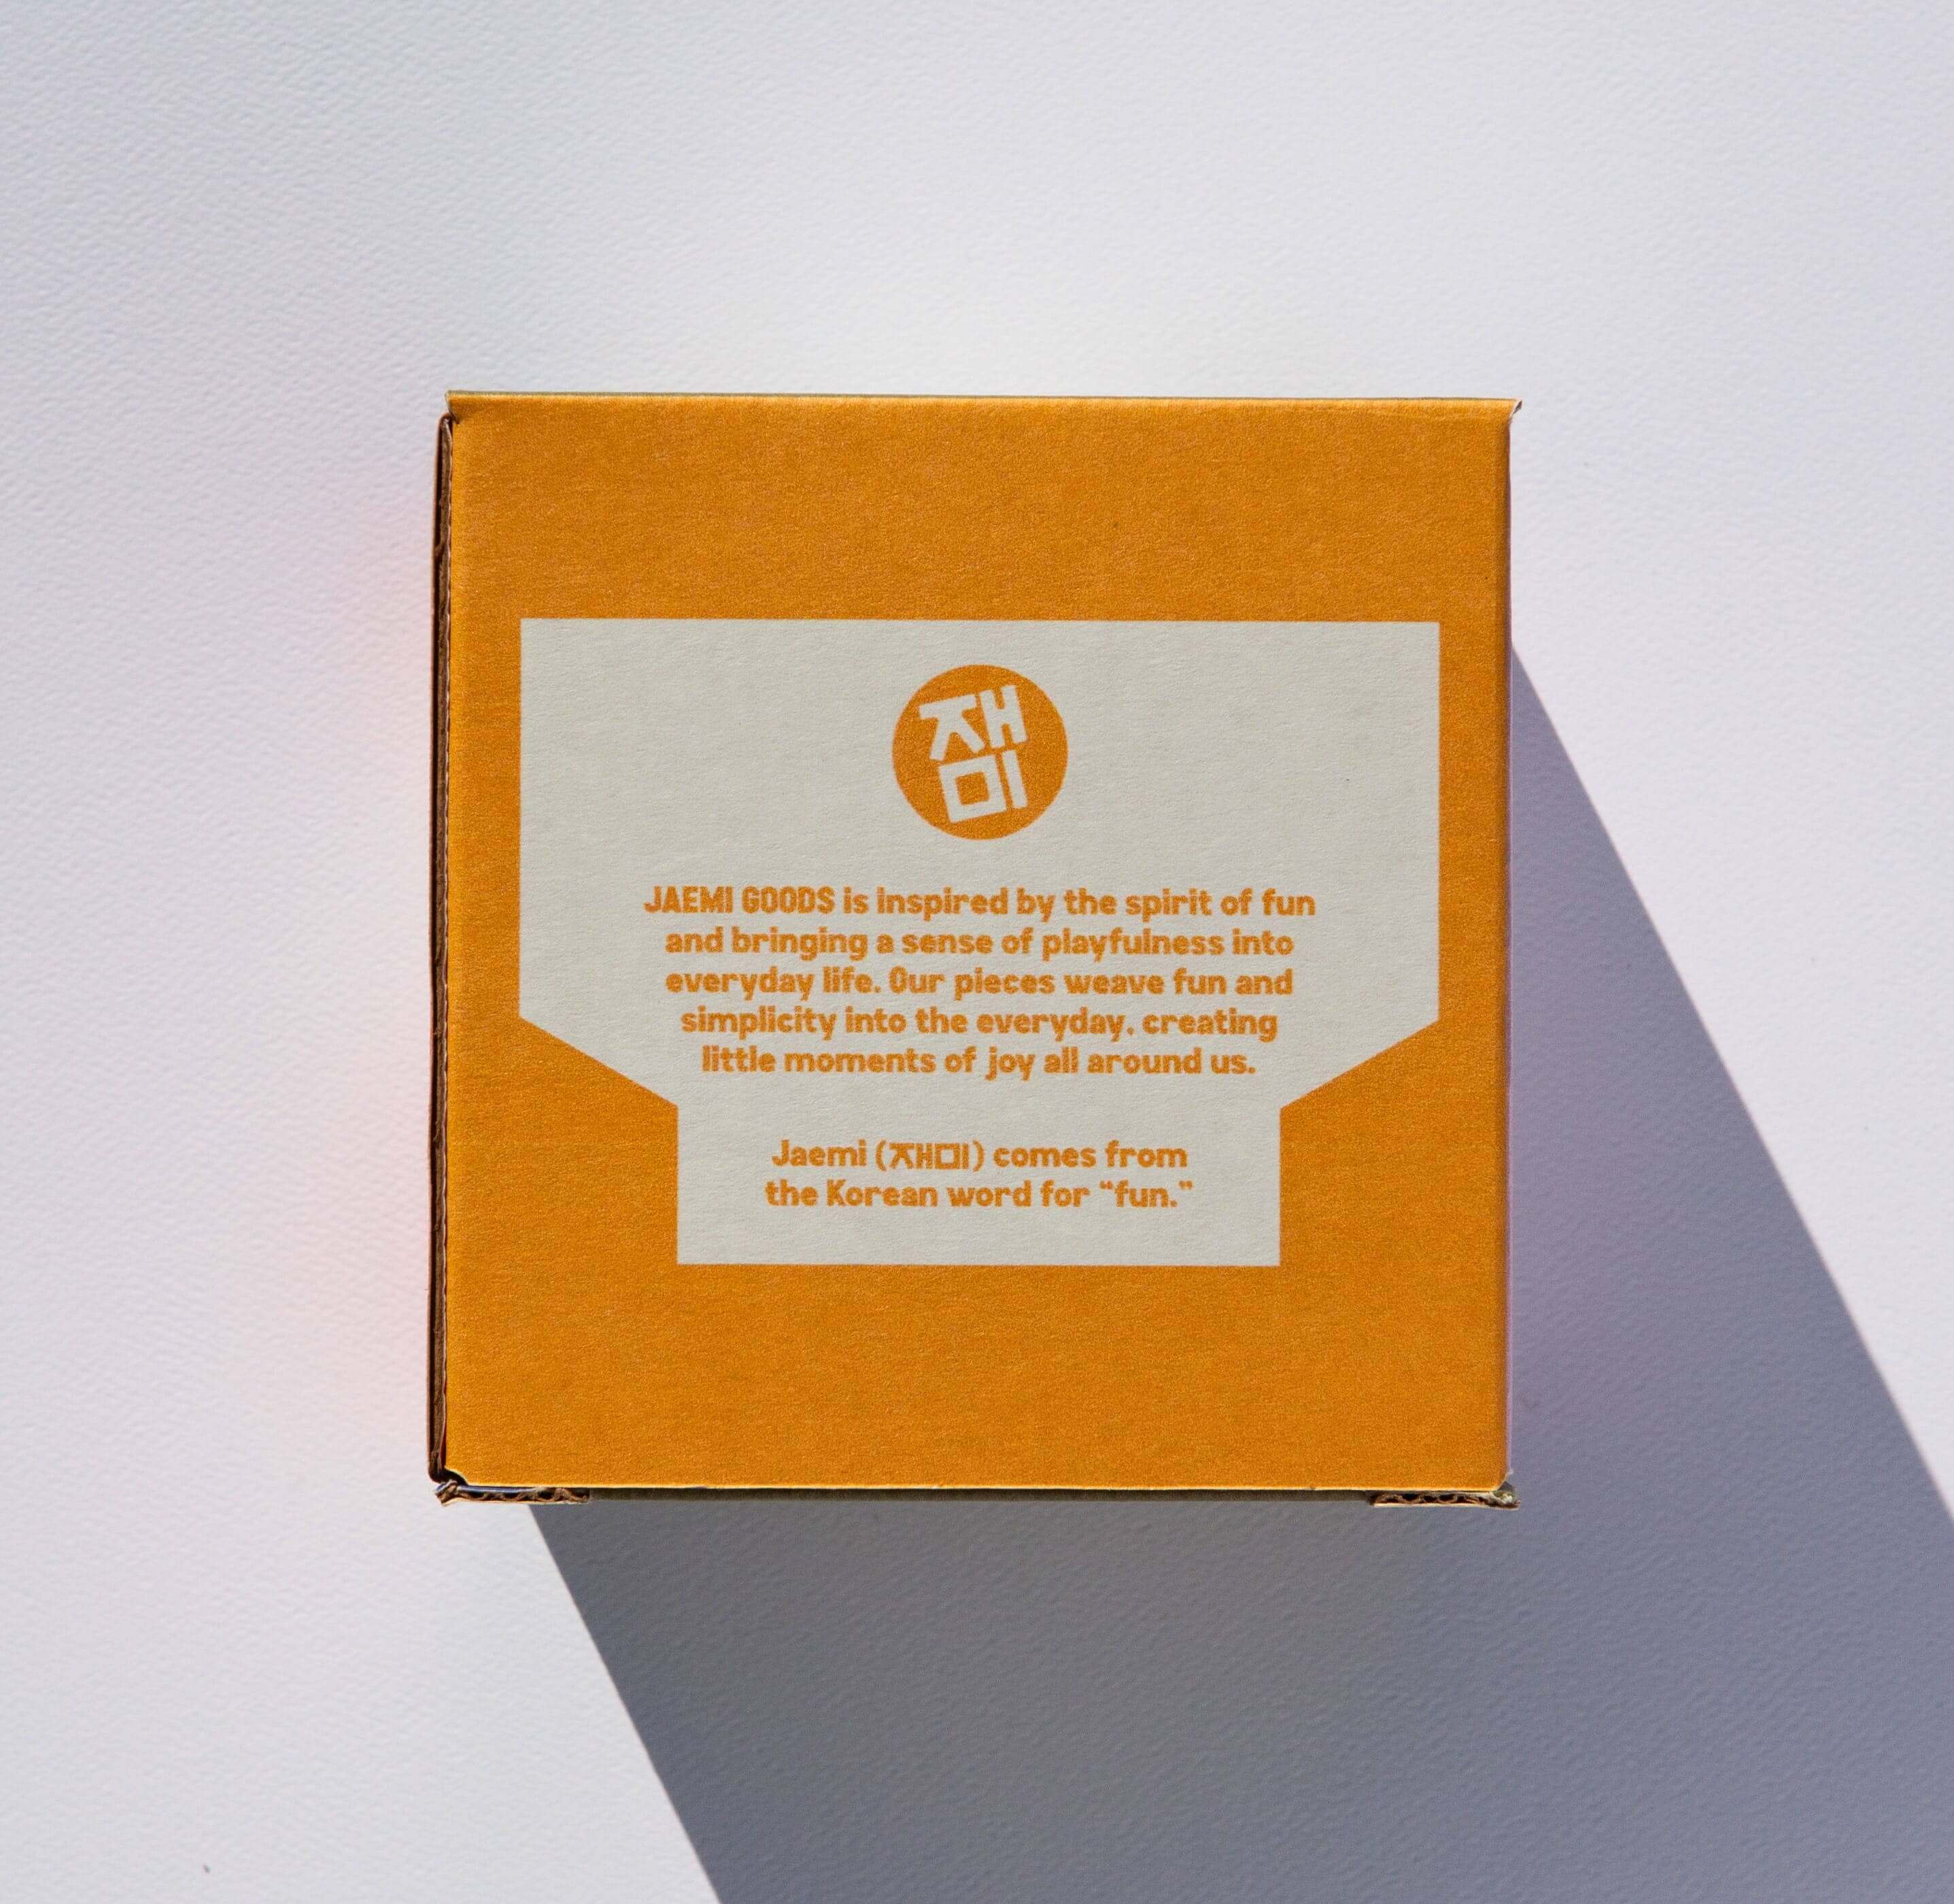 재
미
JAEMI GOODS is inspired by the spirit of fun
and bringing a sense of playfulness into
everyday life. Our pieces weave fun and
simplicity into the everyday, creating
little moments of joy all around us.
Jaemi (재미) comes from
the Korean word for “fun.”